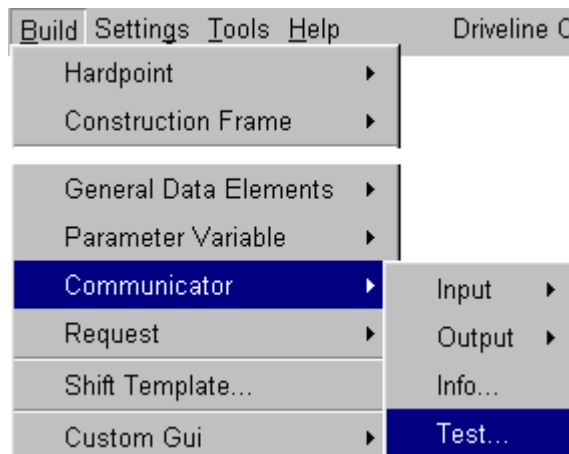 Build Settings Tools Help Driveline
Hardpoint
Construction Frame
General Data Elements
Parameter Variable
Communicator
Request
Shift Template...
Custom Gui
Input
Output
Info...
Test...